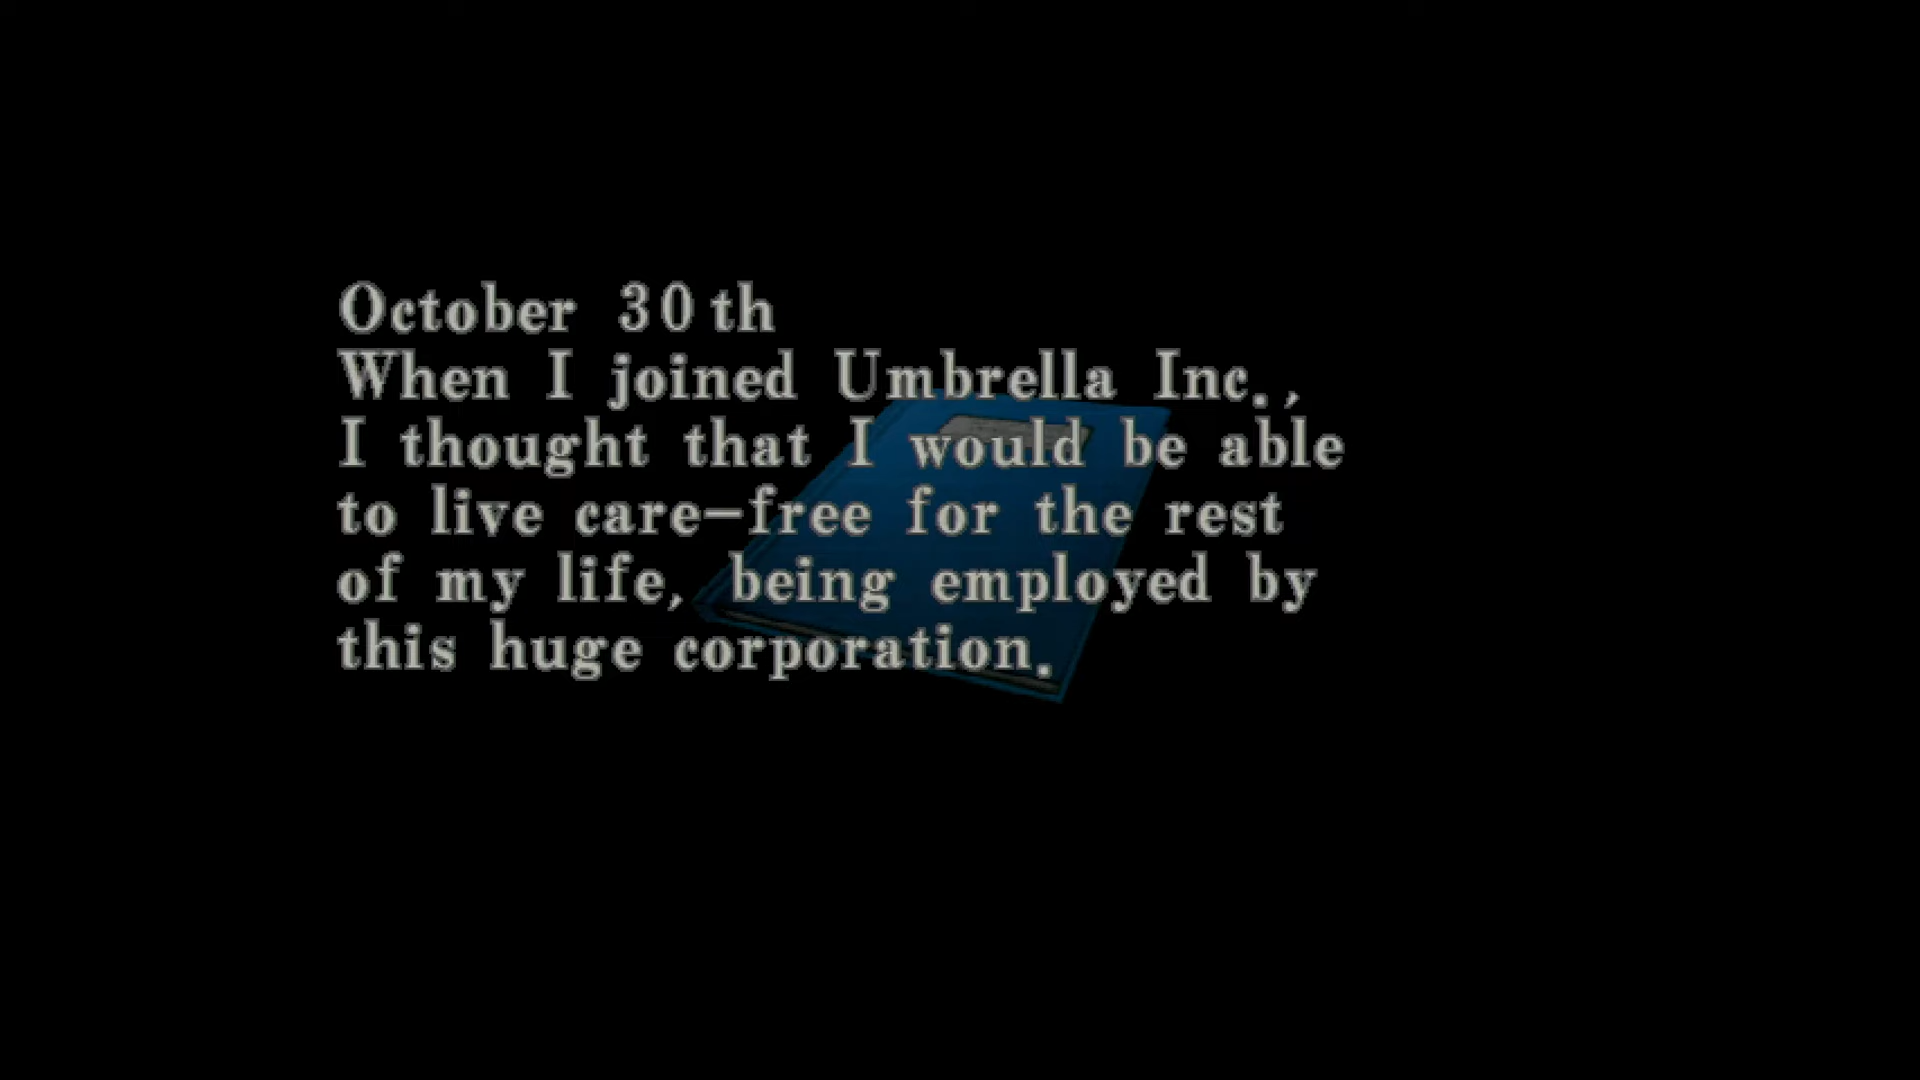 October 30th
When I joined Umbrella Inc.,
I thought that I would be able
to live care-free for the rest
of my life, being employed by
this huge corporation.